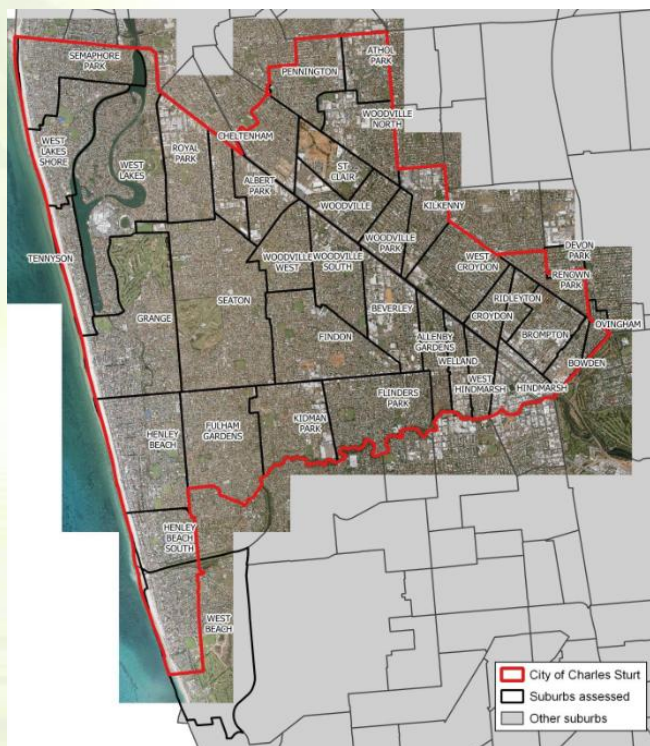 SEMAPHORE
PARK
PENNINGTON
ATHOL
PARK
WOODVILLE
NORTH
CHELTENHAM
WEST
LAKES
SHORE
WEST
LAKES
ROYAL
PARK
ALBERT
PARK
ST
CLAIR
WOODVILLE
KILKENNY
WOODVILLE
PARK
WEST
CROYDON
DEVON
PARK
RENOWN
PARK
TENNYSON
WOODVILLE
WEST
WOODVILLE
SOUTH
GRANGE
SEATON
BEVERLEY
RIDLEYTON
CROYDON
OVINGHAM
BROMPTON
FINDON
ALLENBY
GARDENS
WELLAND
BOWDEN
WEST
HINDMARSH
HINDMARSH
FLINDERS
PARK
KIDMAN
PARK
FULHAM
GARDENS
HENLEY
BEACH
HENLEY
BEACH
SOUTH
WEST
BEACH
City of Charles Sturt
Suburbs assessed
Other suburbs